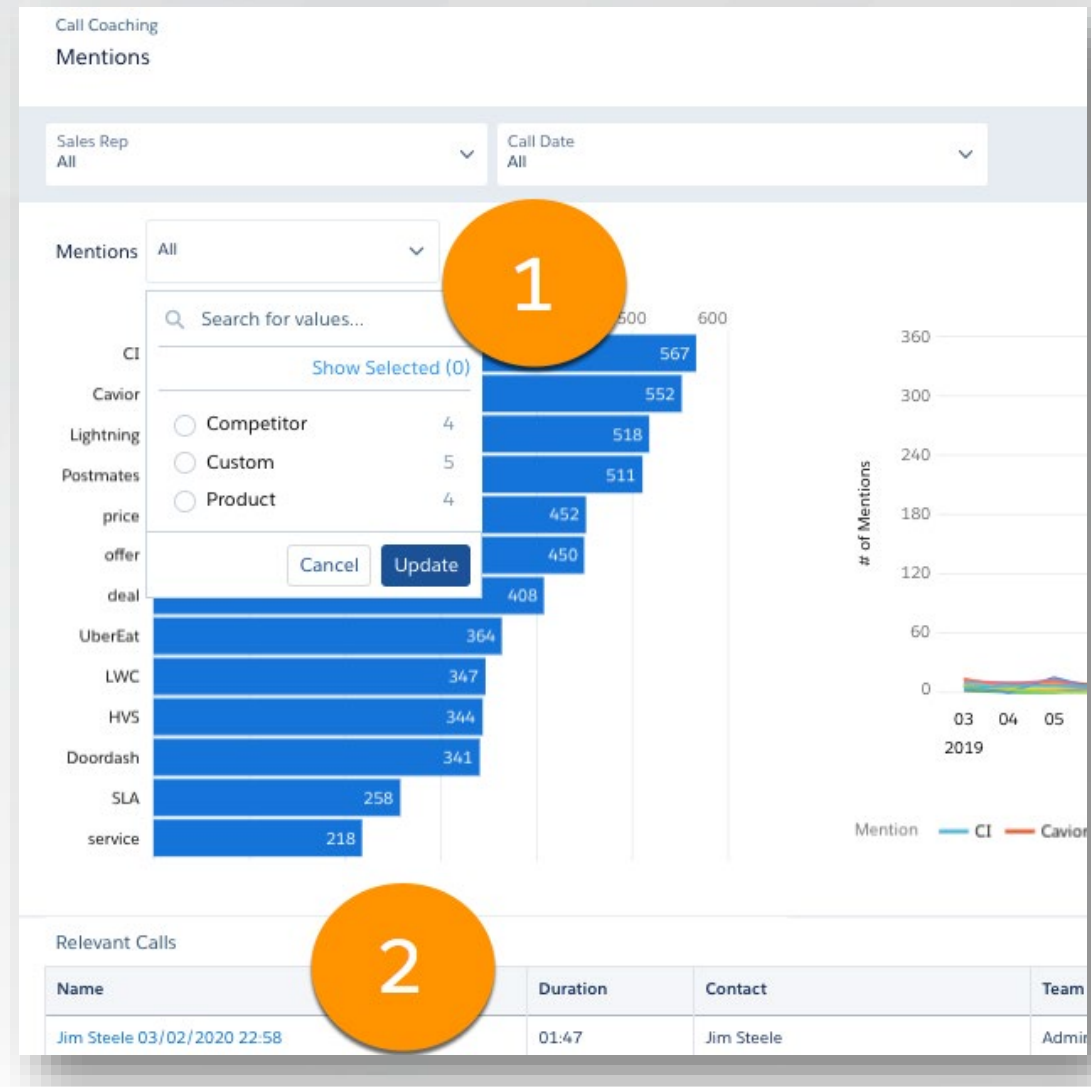 Call Coaching
Mentions
Sales Rep
All
Call Date
All
Mentions All
1
Search for values...
Show Selected (0)
Competitor 4
Custom 5
Product 4
Cancel Update
500 600
CI 567
Cavior 552
Lightning 518
Postmates 511
price 452
offer 450
deal 408
UberEat 364
LWC 347
HVS 344
Doordash 341
SLA 258
service 218
# of Mentions
360
300
240
180
120
60
0
03 04 05
2019
Mention CI Cavior
Relevant Calls
2
Name Duration Contact Team
Jim Steele 03/02/2020 22:58 01:47 Jim Steele Admin